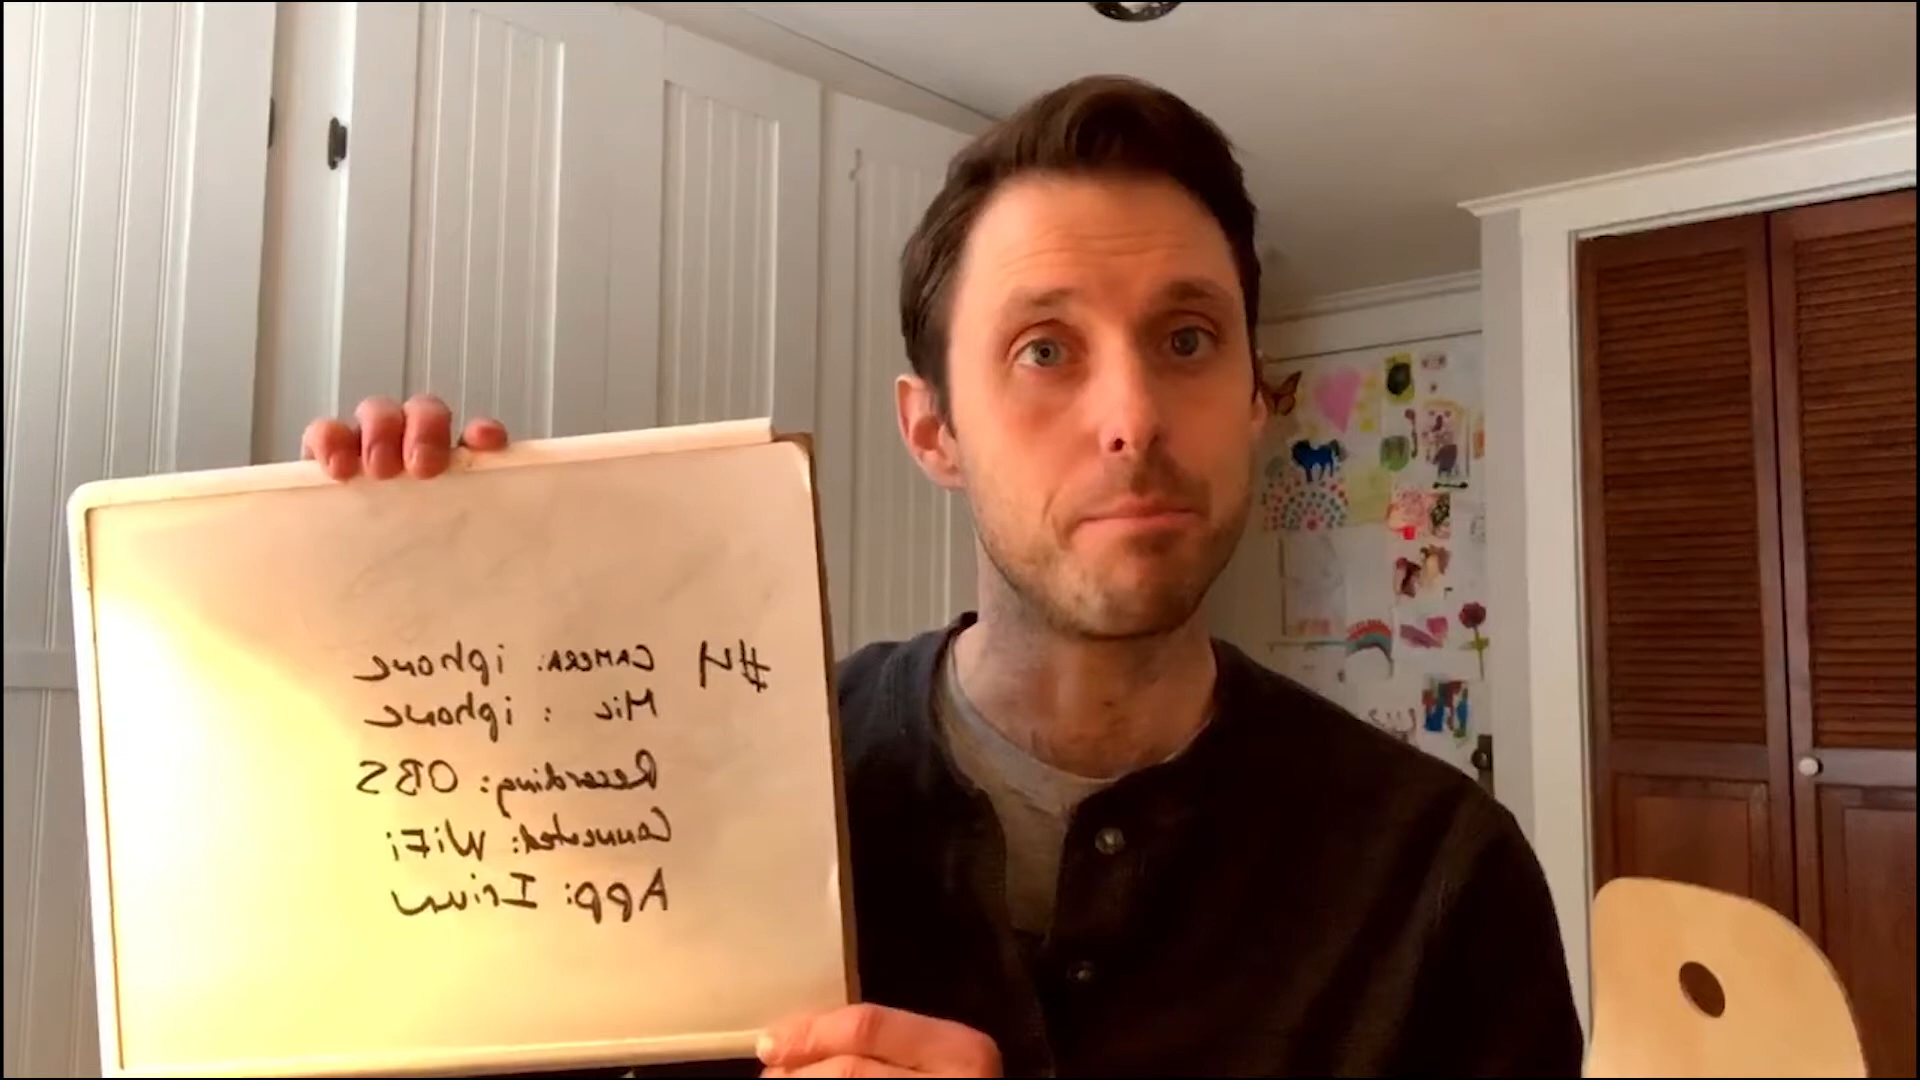 #4 CAMERA: iphone
Mic : iphone
Recording: OBS
Connected: WiFi
App: Iriun